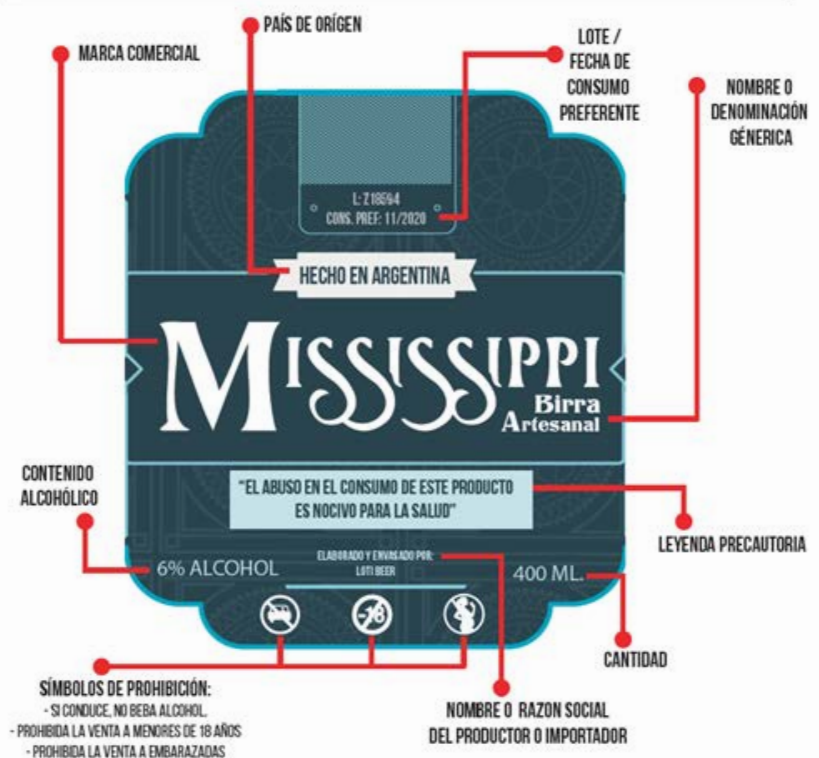 PAÍS DE ORÍGEN
MARCA COMERCIAL
LOTE /
FECHA DE
CONSUMO
PREFERENTE
NOMBRE O
DENOMINACIÓN
GÉNERICA
L: Z18594
CONS. PREF: 11/2020
HECHO EN ARGENTINA
MISSISSIPPI
Birra
Artesanal
CONTENIDO
ALCOHÓLICO
"EL ABUSO EN EL CONSUMO DE ESTE PRODUCTO
ES NOCIVO PARA LA SALUD"
LEYENDA PRECAUTORIA
6% ALCOHOL
ELABORADO Y ENVASADO POR:
LOTI BEER
400 ML.
-18
CANTIDAD
SÍMBOLOS DE PROHIBICIÓN:
- SI CONDUCE, NO BEBA ALCOHOL.
- PROHIBIDA LA VENTA A MENORES DE 18 AÑOS
- PROHIBIDA LA VENTA A EMBARAZADAS
NOMBRE O RAZON SOCIAL
DEL PRODUCTOR O IMPORTADOR